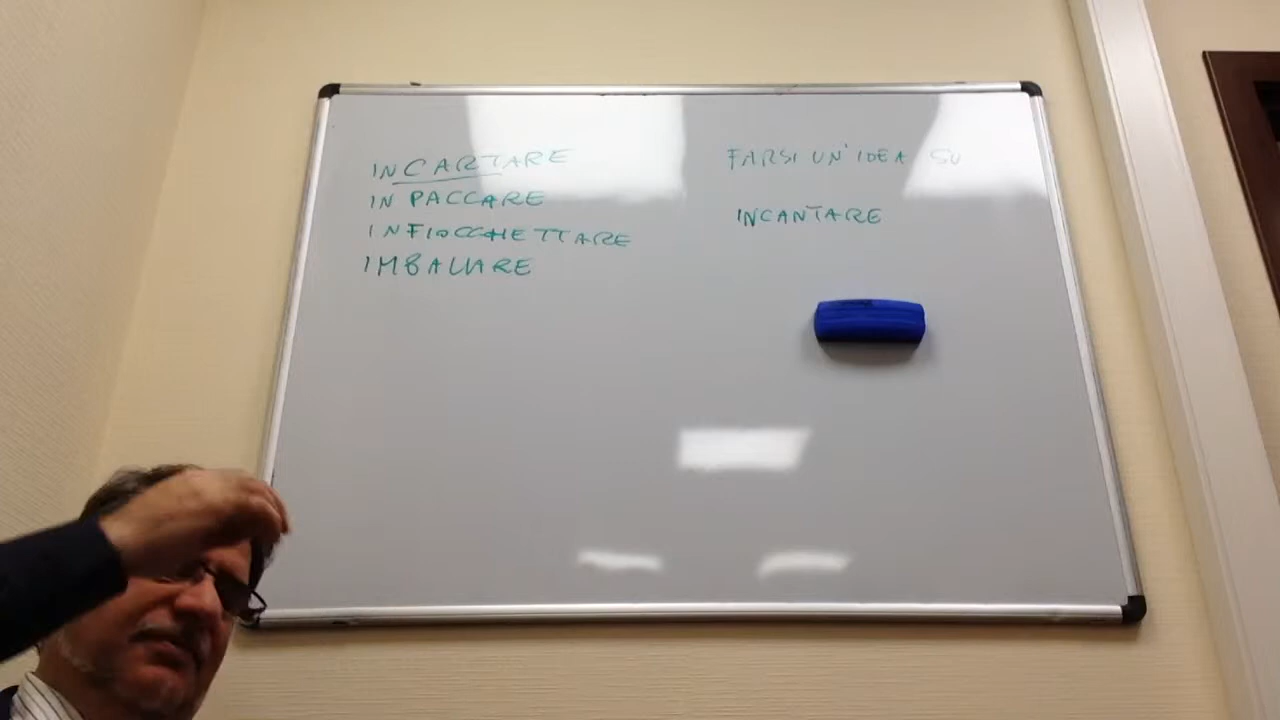 INCARTARE
IN PACCARE
INFIOCCHETTARE
IMBALLARE
FARSI UN'IDEA SU
INCANTARE